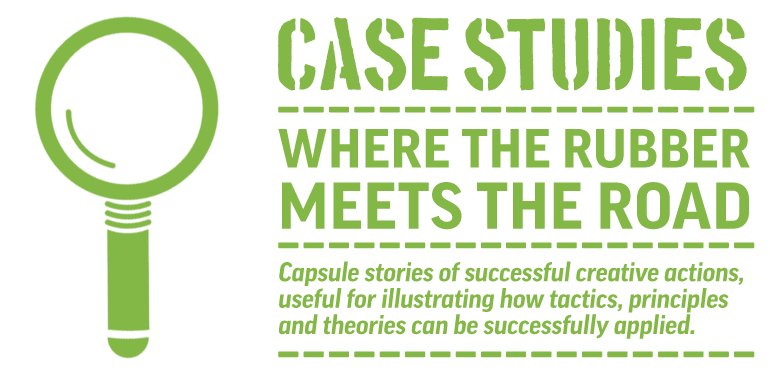 CASE STUDIES
WHERE THE RUBBER
MEETS THE ROAD
Capsule stories of successful creative actions,
useful for illustrating how tactics, principles
and theories can be successfully applied.